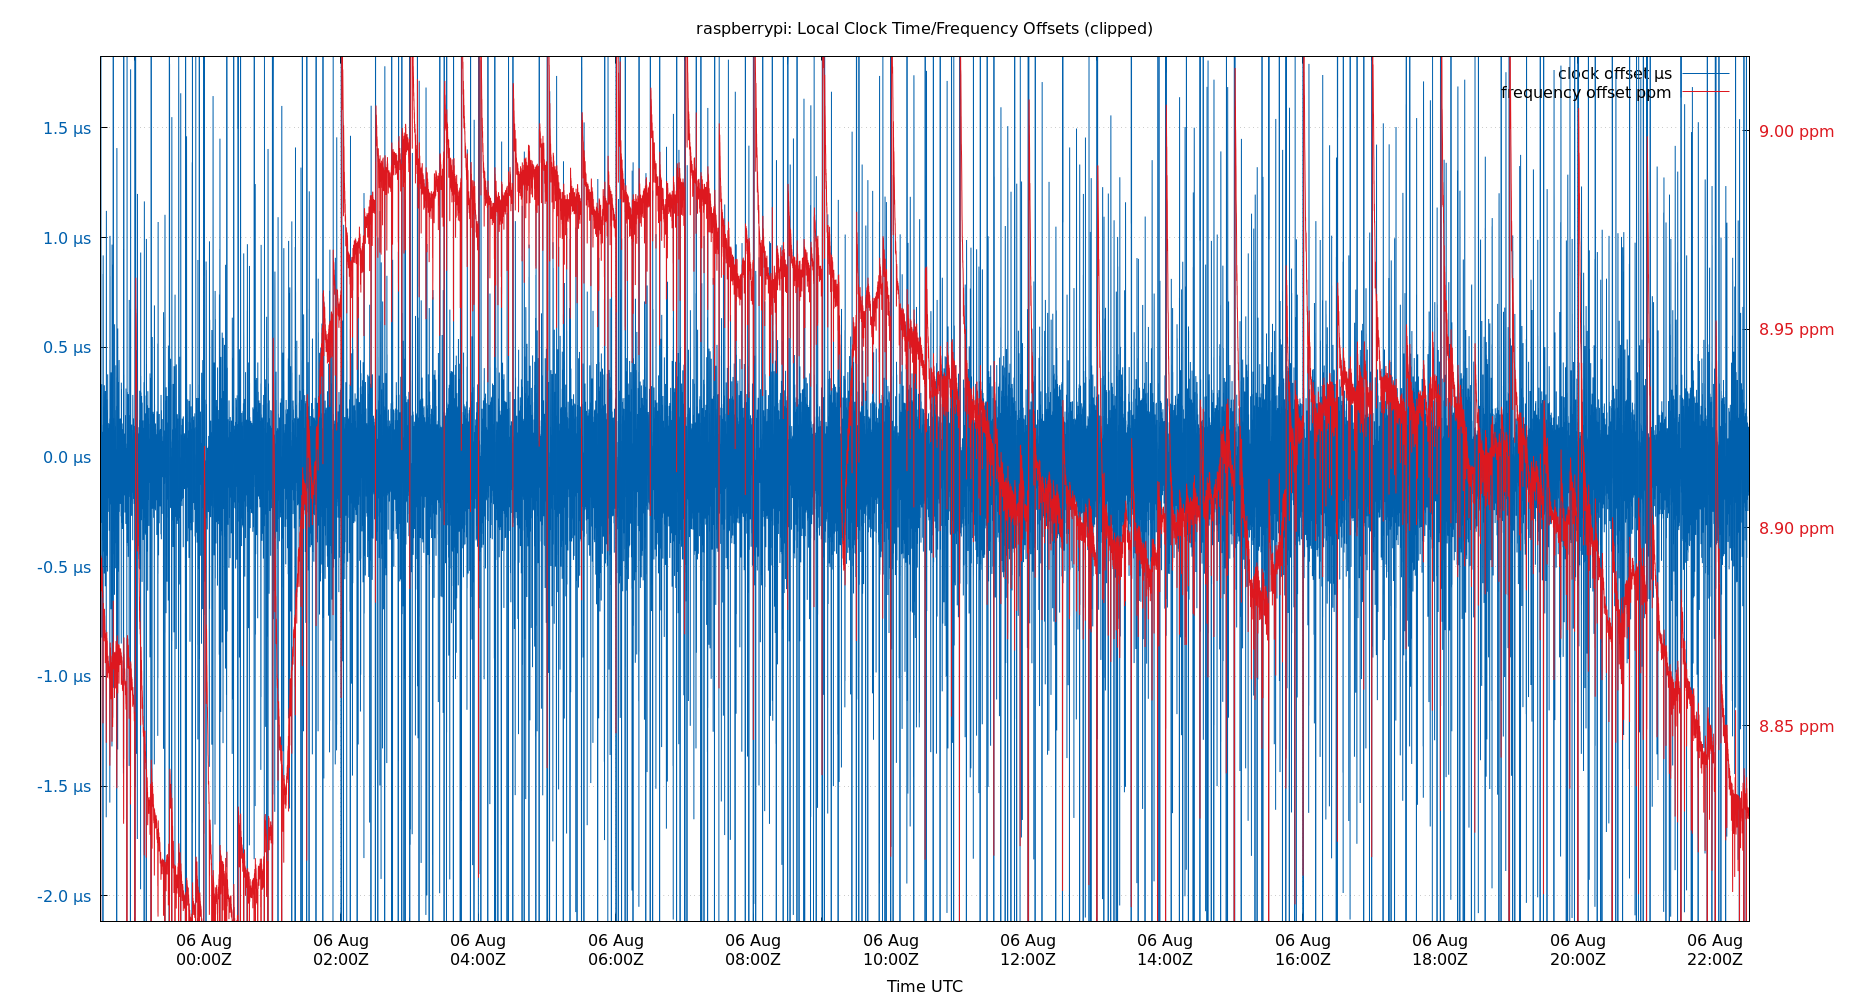 raspberrypi: Local Clock Time/Frequency Offsets (clipped)
clock offset µs
frequency offset ppm
1.5 µs
1.0 µs
0.5 µs
0.0 µs
-0.5 µs
-1.0 µs
-1.5 µs
-2.0 µs
9.00 ppm
8.95 ppm
8.90 ppm
8.85 ppm
06 Aug 06 Aug 06 Aug 06 Aug 06 Aug 06 Aug 06 Aug 06 Aug 06 Aug 06 Aug 06 Aug 06 Aug
00:00Z 02:00Z 04:00Z 06:00Z 08:00Z 10:00Z 12:00Z 14:00Z 16:00Z 18:00Z 20:00Z 22:00Z
Time UTC